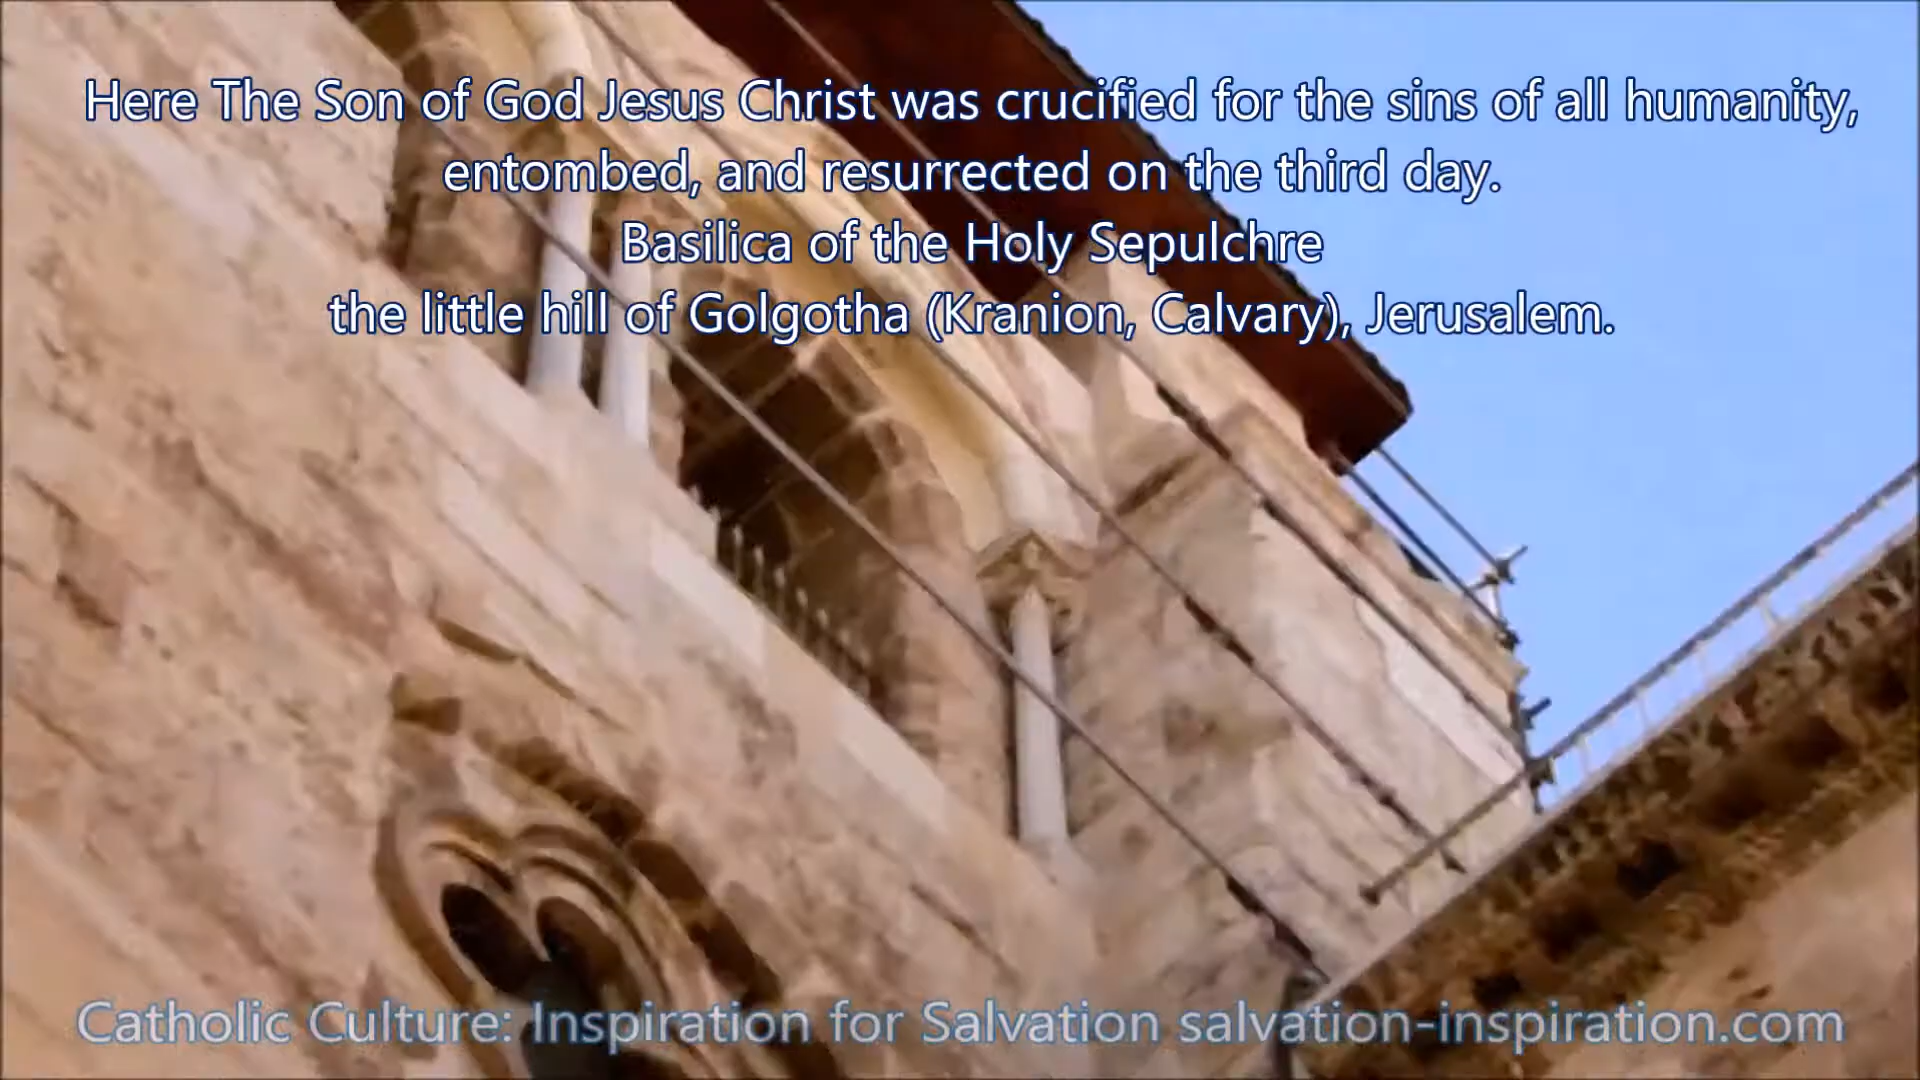 Here The Son of God Jesus Christ was crucified for the sins of all humanity,
entombed, and resurrected on the third day.
Basilica of the Holy Sepulchre
the little hill of Golgotha (Kranion, Calvary), Jerusalem.
Catholic Culture: Inspiration for Salvation salvation-inspiration.com